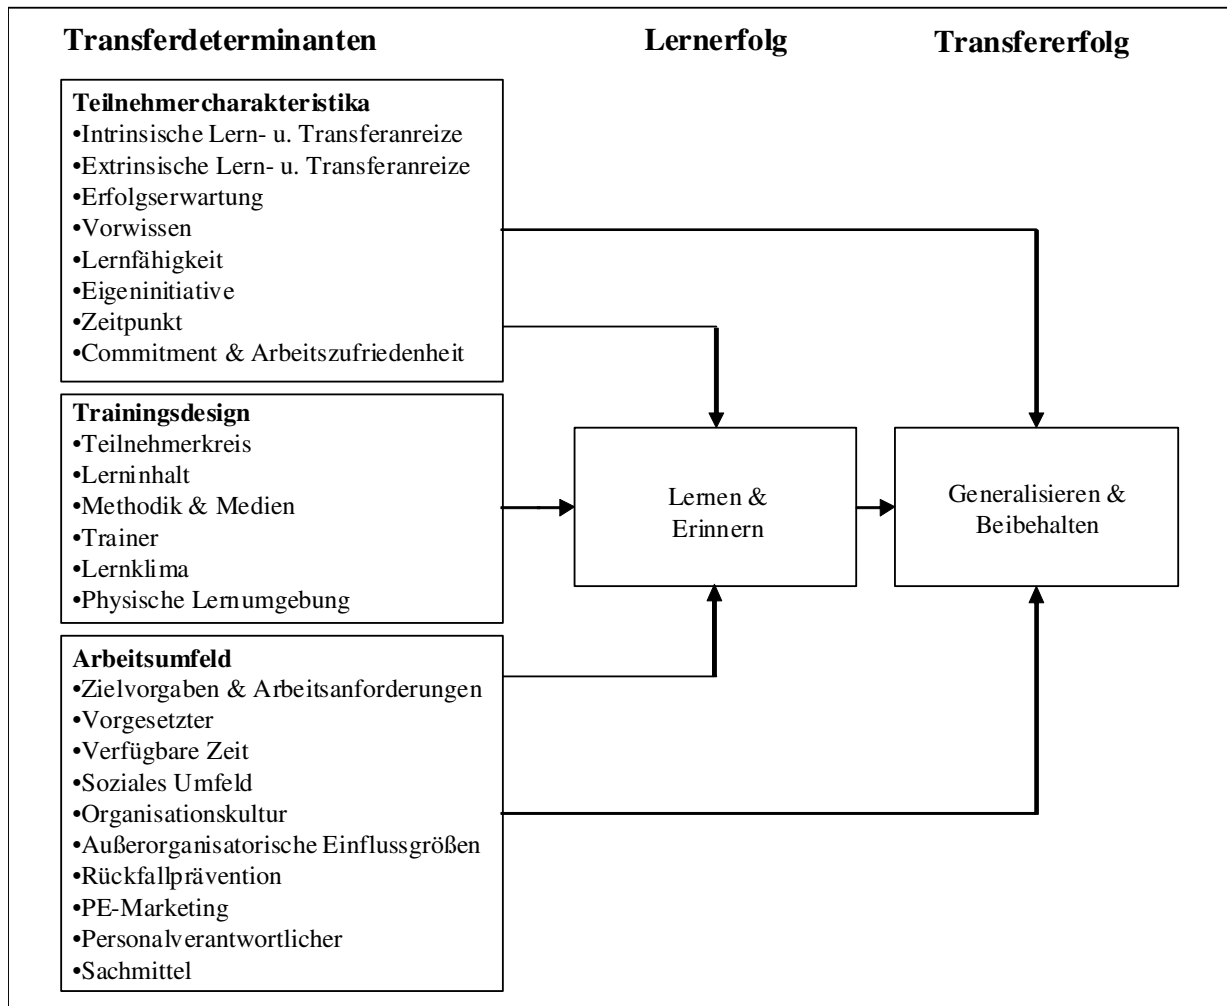 Transferdeterminanten
Lernerfolg
Transfererfolg
Teilnehmercharakteristika
•Intrinsische Lern- u. Transferanreize
•Extrinsische Lern- u. Transferanreize
•Erfolgserwartung
•Vorwissen
•Lernfähigkeit
•Eigeninitiative
•Zeitpunkt
•Commitment & Arbeitszufriedenheit
Trainingsdesign
•Teilnehmerkreis
•Lerninhalt
•Methodik & Medien
•Trainer
•Lernklima
•Physische Lernumgebung
Lernen &
Erinnern
Generalisieren &
Beibehalten
Arbeitsumfeld
•Zielvorgaben & Arbeitsanforderungen
•Vorgesetzter
•Verfügbare Zeit
•Soziales Umfeld
•Organisationskultur
•Außerorganisatorische Einflussgrößen
•Rückfallprävention
•PE-Marketing
•Personalverantwortlicher
•Sachmittel